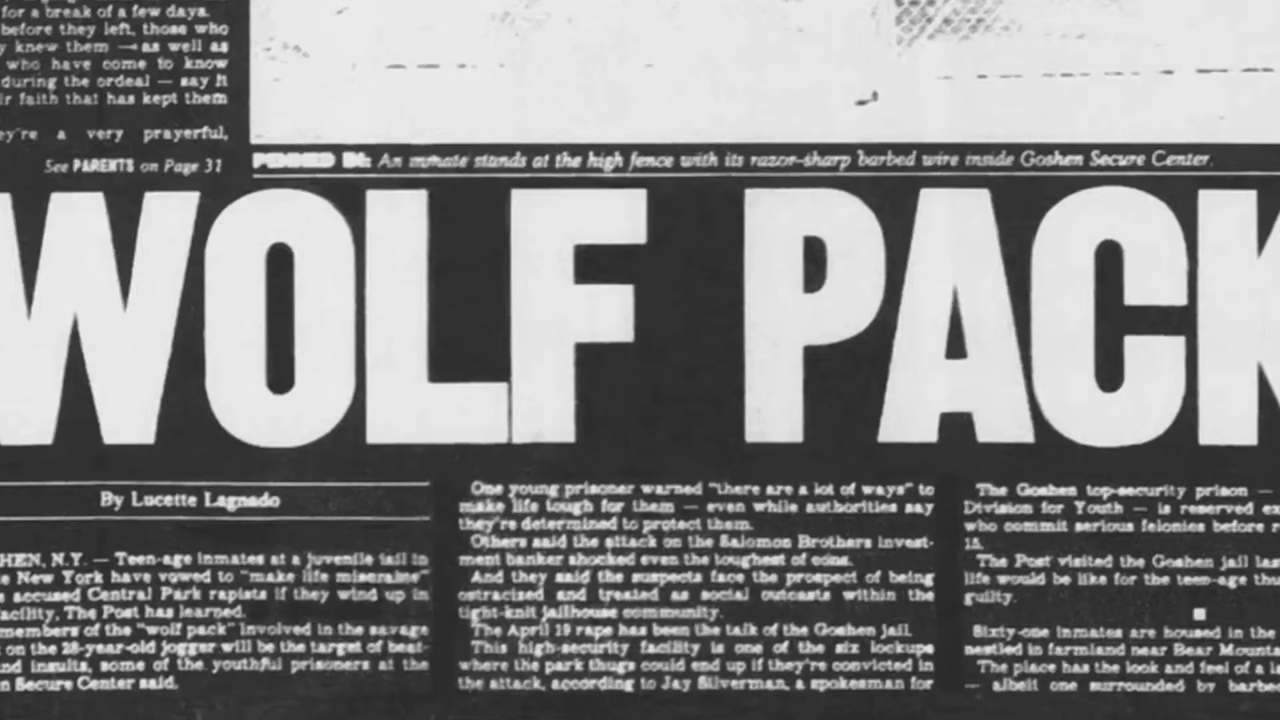 for a break of a few days.
before they left, those who
y knew them — as well as
who have come to know
during the ordeal — say it
ir faith that has kept them
ey're a very prayerful,
See PARENTS on Page 31
PENNED IN: An inmate stands at the high fence with its razor-sharp barbed wire inside Goshen Secure Center.
WOLF PACK
By Lucette Lagnado
HEN, N.Y. — Teen-age inmates at a juvenile jail in
e New York have vowed to "make life miserable"
s accused Central Park rapists if they wind up in
acility, The Post has learned.
members of the "wolf pack" involved in the savage
on the 28-year-old jogger will be the target of beat-
nd insults, some of the youthful prisoners at the
n Secure Center said.
One young prisoner warned "there are a lot of ways" to
make life tough for them — even while authorities say
they're determined to protect them.
Others said the attack on the Salomon Brothers invest-
ment banker shocked even the toughest of cons.
And they said the suspects face the prospect of being
ostracized and treated as social outcasts within the
tight-knit jailhouse community.
The April 19 rape has been the talk of the Goshen jail.
This high-security facility is one of the six lockups
where the park thugs could end up if they're convicted in
the attack, according to Jay Silverman, a spokesman for
The Goshen top-security prison —
Division for Youth — is reserved ex
who commit serious felonies before
15.
The Post visited the Goshen jail las
life would be like for the teen-age tho
guilty.
Sixty-one inmates are housed in the
nestled in farmland near Bear Mounta
The place has the look and feel of a l
— albeit one surrounded by barbe